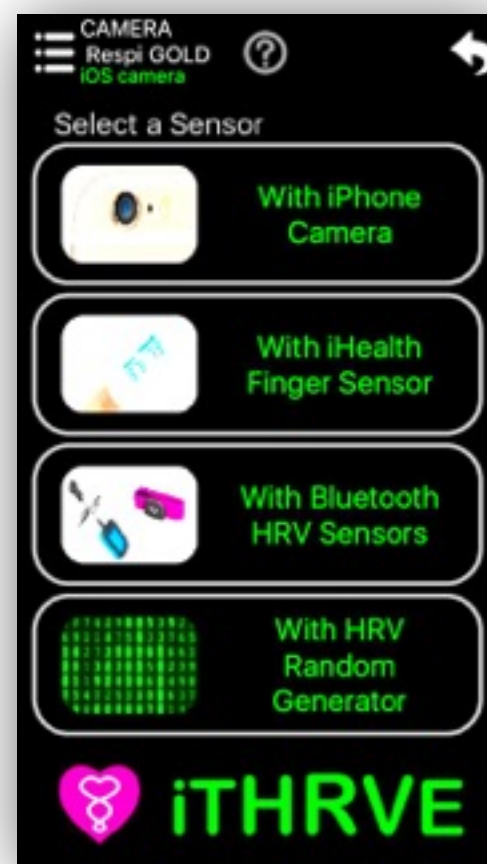 CAMERA
Respi GOLD
iOS camera
?
Select a Sensor
With iPhone
Camera
With iHealth
Finger Sensor
With Bluetooth
HRV Sensors
With HRV
Random
Generator
iTHRVE